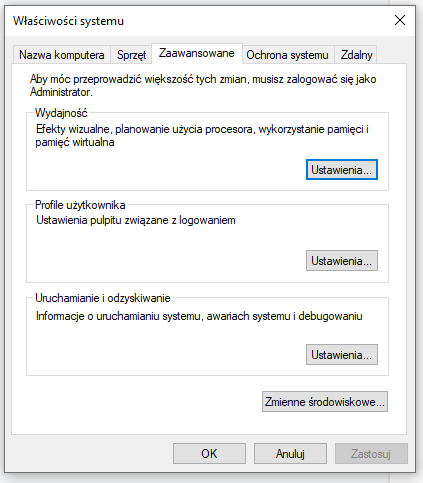 Właściwości systemu
Nazwa komputera Sprzęt Zaawansowane Ochrona systemu Zdalny
Aby móc przeprowadzić większość tych zmian, musisz zalogować się jako
Administrator.
Wydajność
Efekty wizualne, planowanie użycia procesora, wykorzystanie pamięci i
pamięć wirtualna
Ustawienia...
Profile użytkownika
Ustawienia pulpitu związane z logowaniem
Ustawienia...
Uruchamianie i odzyskiwanie
Informacje o uruchamianiu systemu, awariach systemu i debugowaniu
Ustawienia...
Zmienne środowiskowe...
OK Anuluj Zastosuj